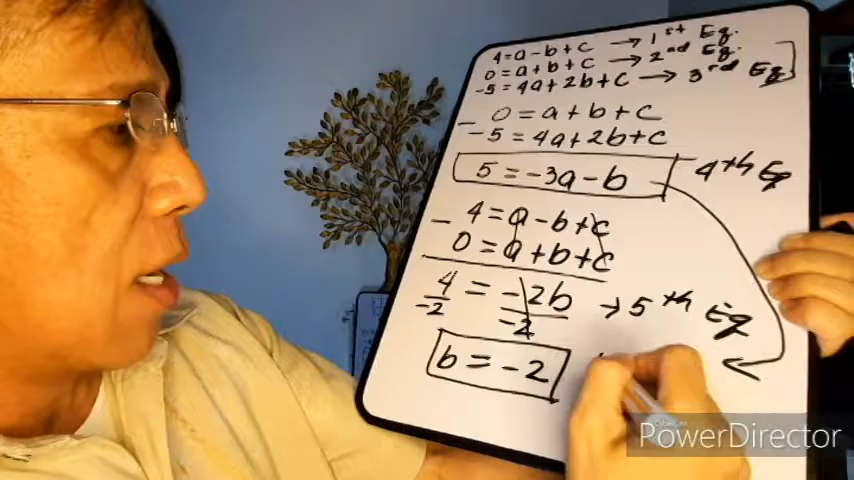 4=a-b+c → 1st Eq.
0=a+b+c → 2nd Eq.
-5=4a+2b+c → 3rd Eq
- 0=a+b+c
-5=4a+2b+c
5=-3a-b 4th Eq
- 4=a-b+c
0=a+b+c
4/-2 = -2b/-2 → 5th Eq
b=-2
CyberLink
PowerDirector